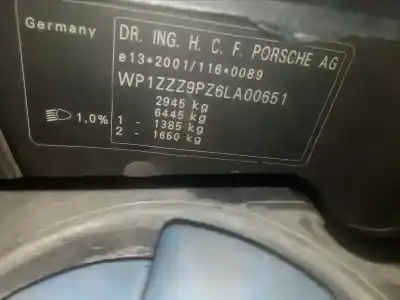 Germany
DR. ING. H. C. F. PORSCHE AG
e13*2001/116*0089
WP1ZZZ9PZ6LA00651
2945 kg
6445 kg
1 - 1385 kg
2 - 1650 kg
1,0%